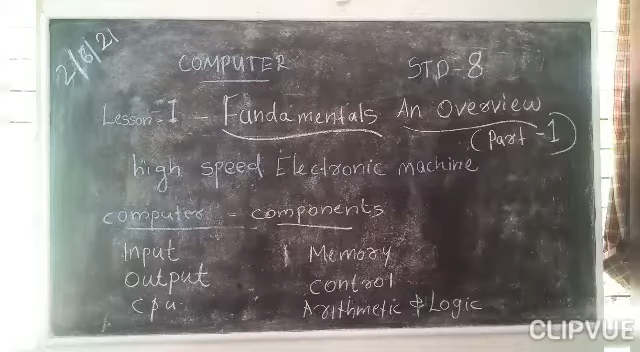 2/6/21
COMPUTER STD-8
Lesson-I - Fundamentals An Overview
(Part-1)
high speed Electronic machine
computer - components
Input Memory
Output control
Cpu Arithmetic & Logic
CLIPVUE